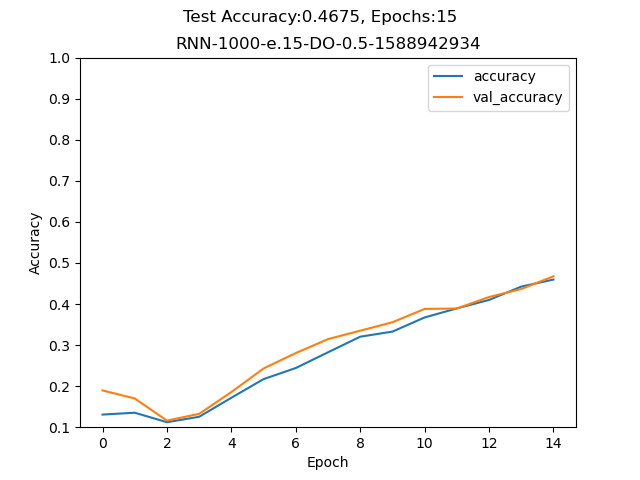 Test Accuracy:0.4675, Epochs:15
RNN-1000-e.15-DO-0.5-1588942934
accuracy
val_accuracy
1.0
0.9
0.8
0.7
0.6
0.5
0.4
0.3
0.2
0.1
Accuracy
0 2 4 6 8 10 12 14
Epoch